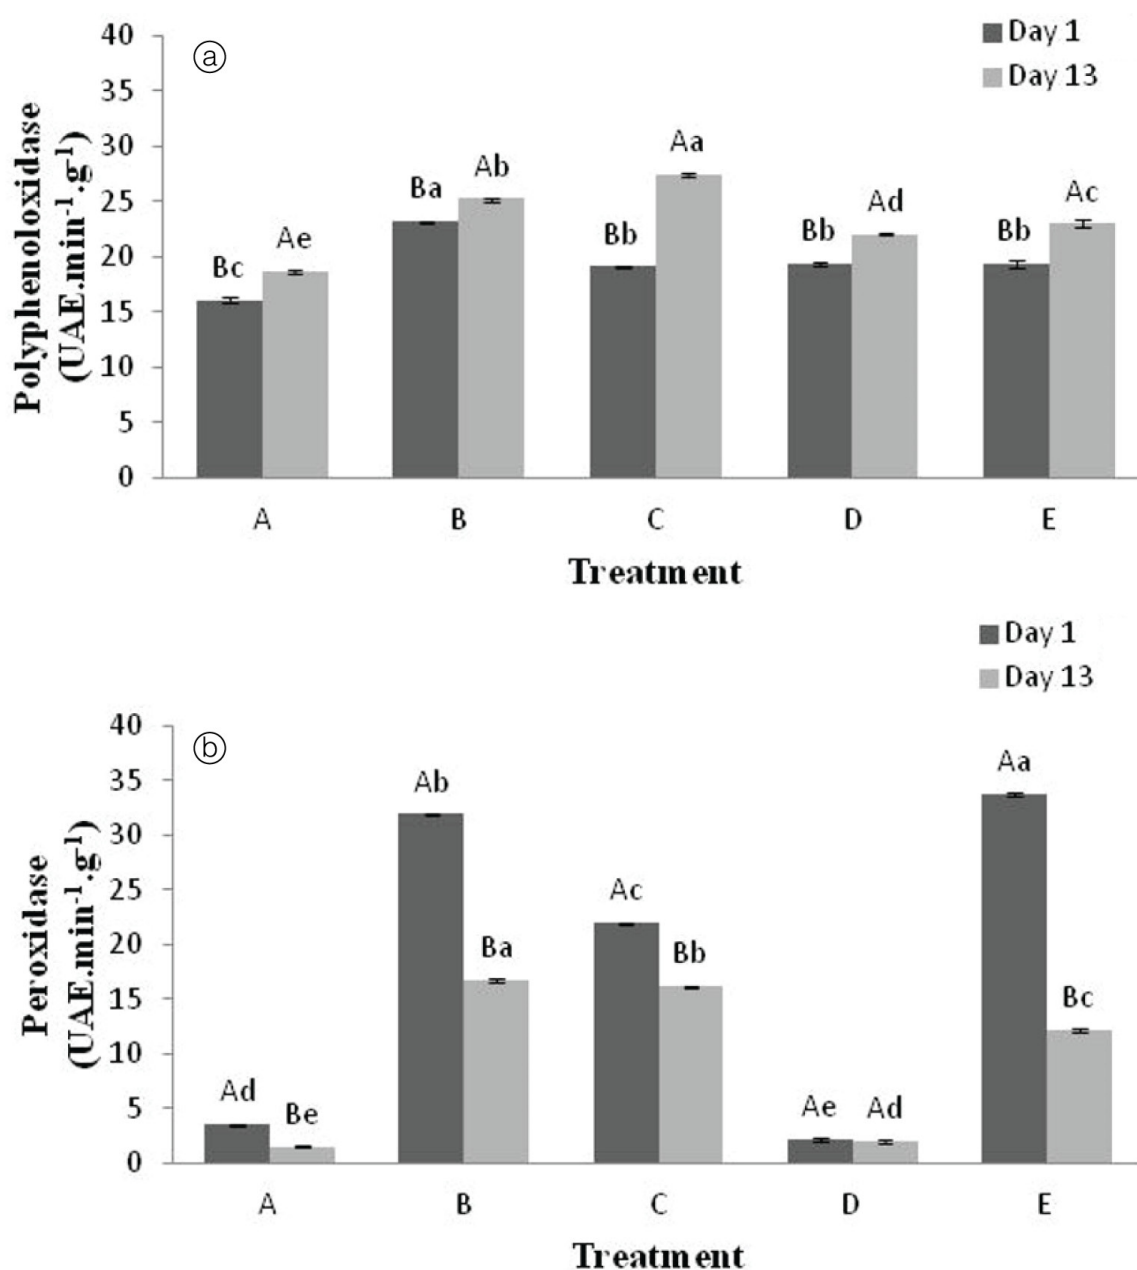 40
35
30
25
20
15
10
5
0
Polyphenoloxidase
(UAE.min⁻¹.g⁻¹)
ⓐ
Day 1
Day 13
Bc Ae Ba Ab Bb Aa Bb Ad Bb Ac
A B C D E
Treatment
Day 1
Day 13
40
35
30
25
20
15
10
5
0
Peroxidase
(UAE.min⁻¹.g⁻¹)
ⓑ
Ad Be Ab Ba Ac Bb Ae Ad Aa Bc
A B C D E
Treatment